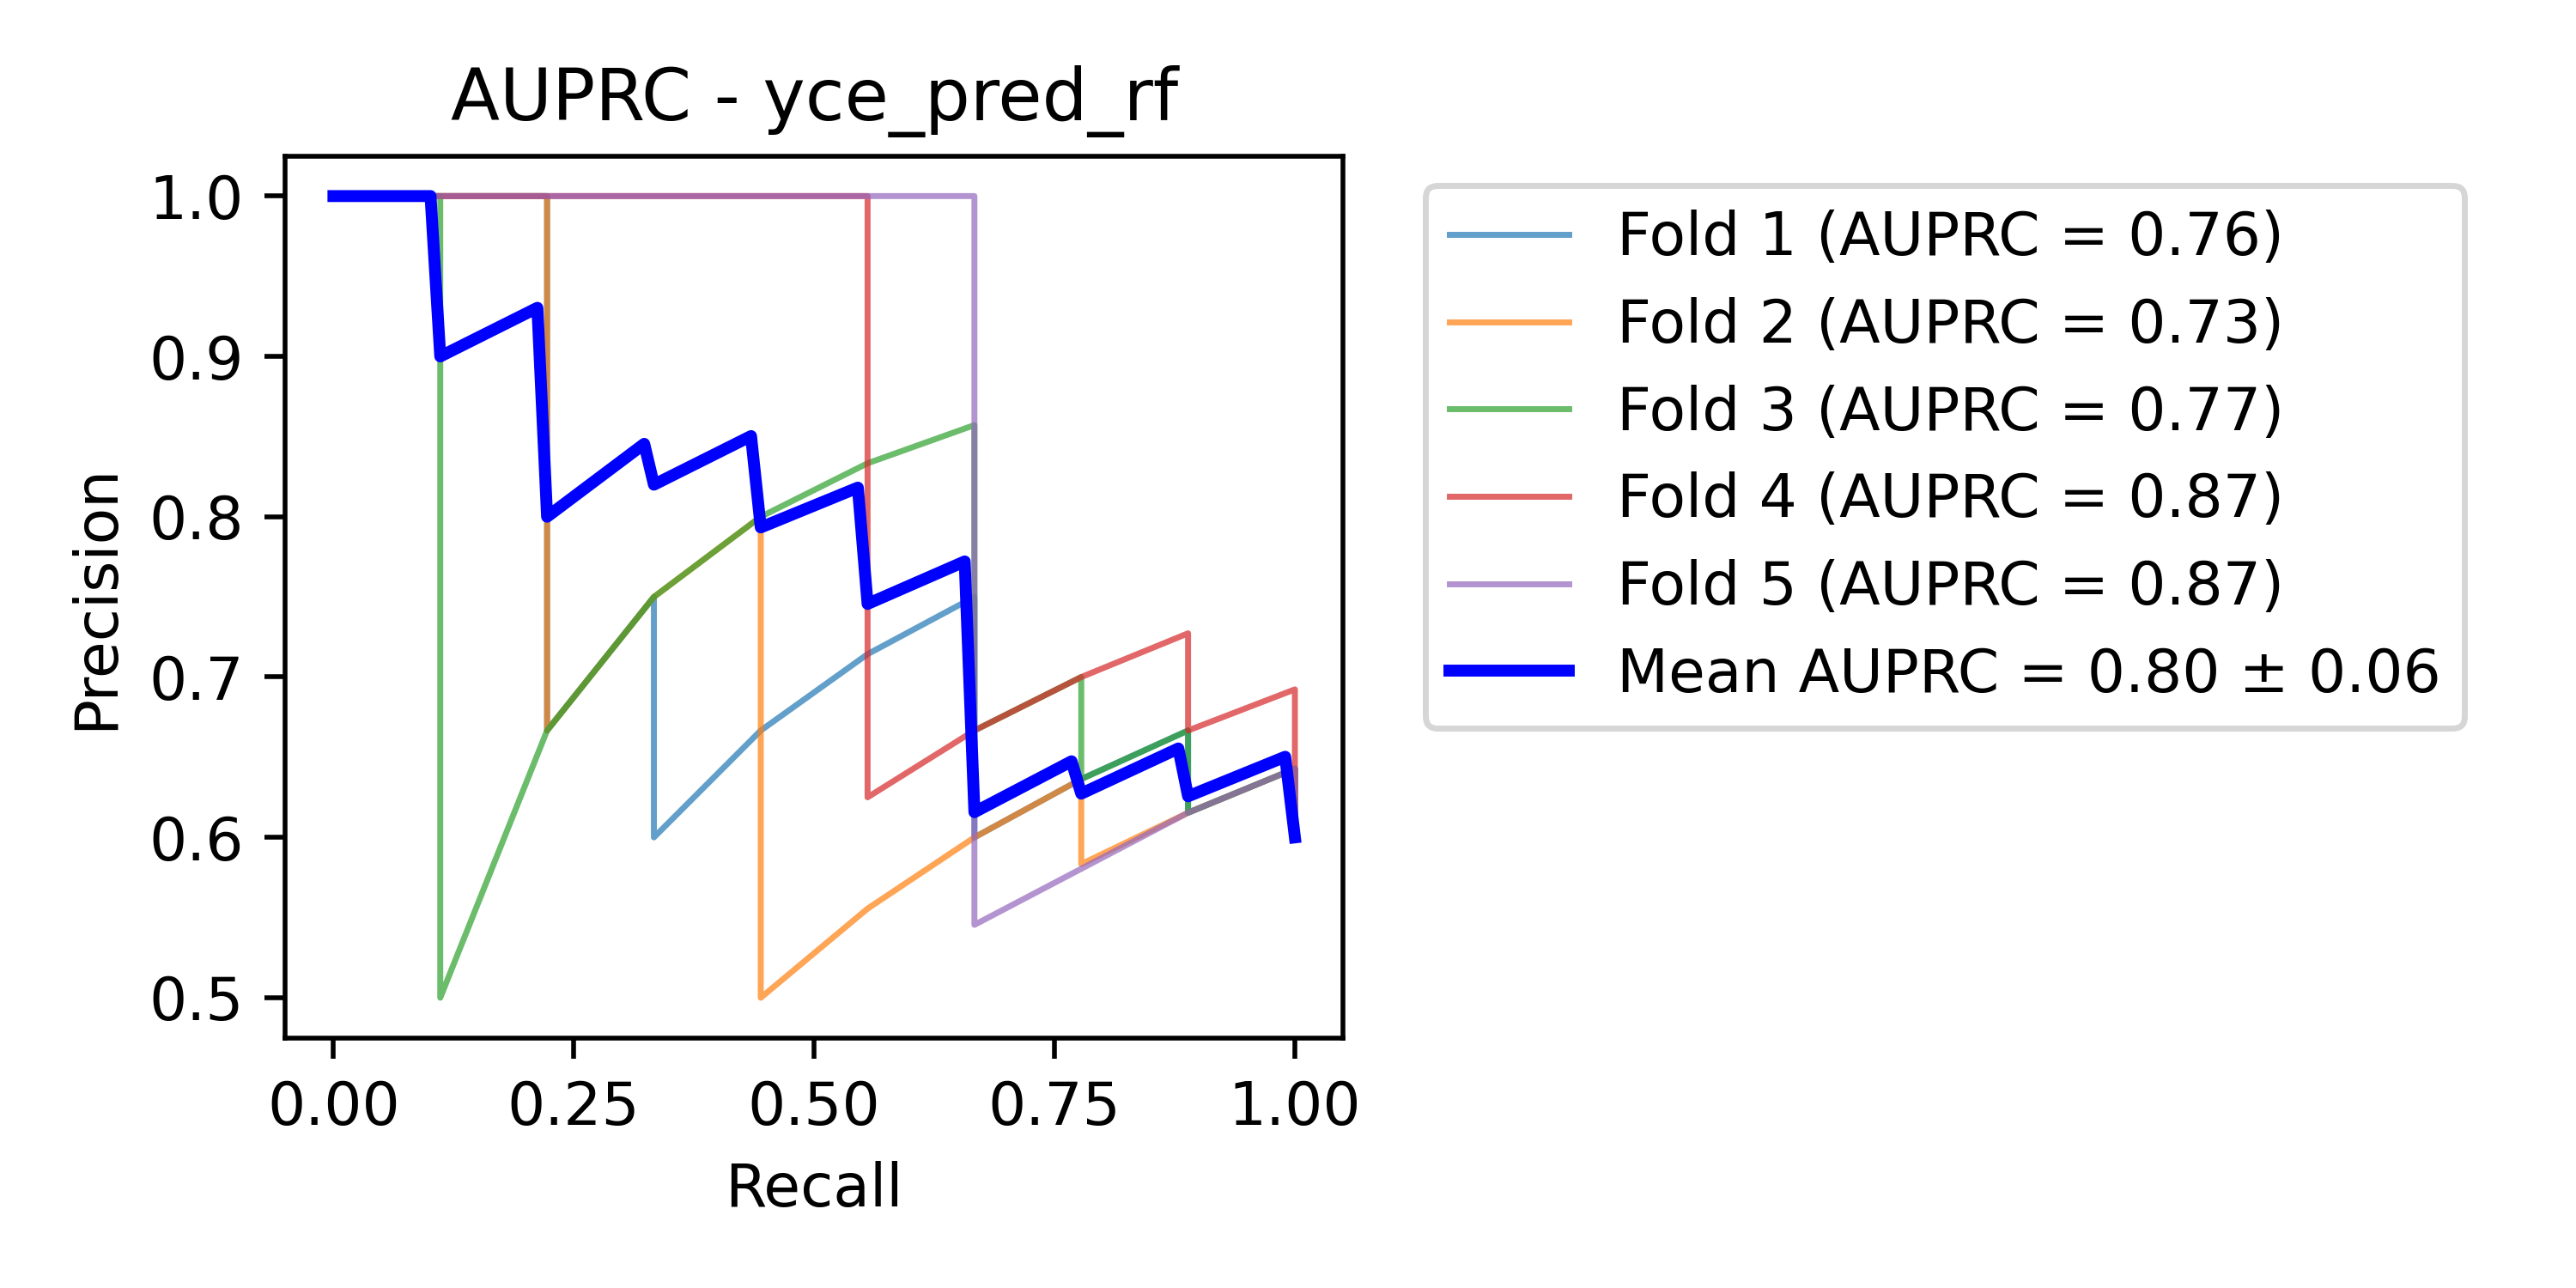 AUPRC - yce_pred_rf
1.0
0.9
0.8
0.7
0.6
0.5
Precision
0.00 0.25 0.50 0.75 1.00
Recall
Fold 1 (AUPRC = 0.76)
Fold 2 (AUPRC = 0.73)
Fold 3 (AUPRC = 0.77)
Fold 4 (AUPRC = 0.87)
Fold 5 (AUPRC = 0.87)
Mean AUPRC = 0.80 ± 0.06